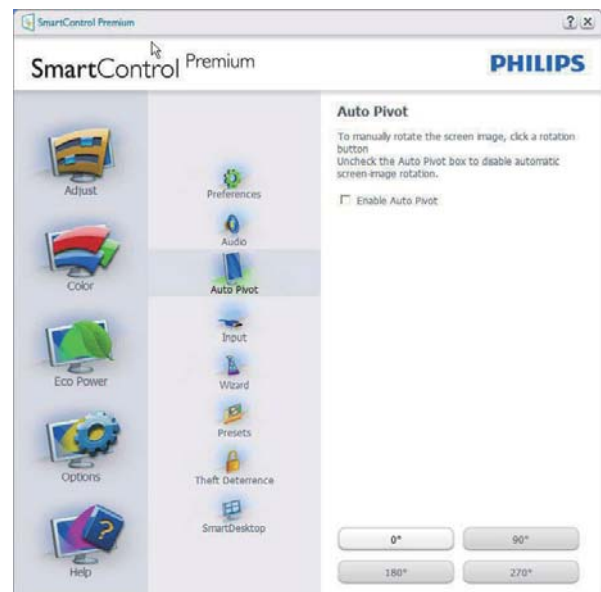 SmartControl Premium
? x
SmartControl Premium
PHILIPS
Adjust
Color
Eco Power
Options
Help
Preferences
Audio
Auto Pivot
Input
Wizard
Presets
Theft Deterrence
SmartDesktop
Auto Pivot
To manually rotate the screen image, click a rotation
button
Uncheck the Auto Pivot box to disable automatic
screen-image rotation.
Enable Auto Pivot
0° 90°
180° 270°